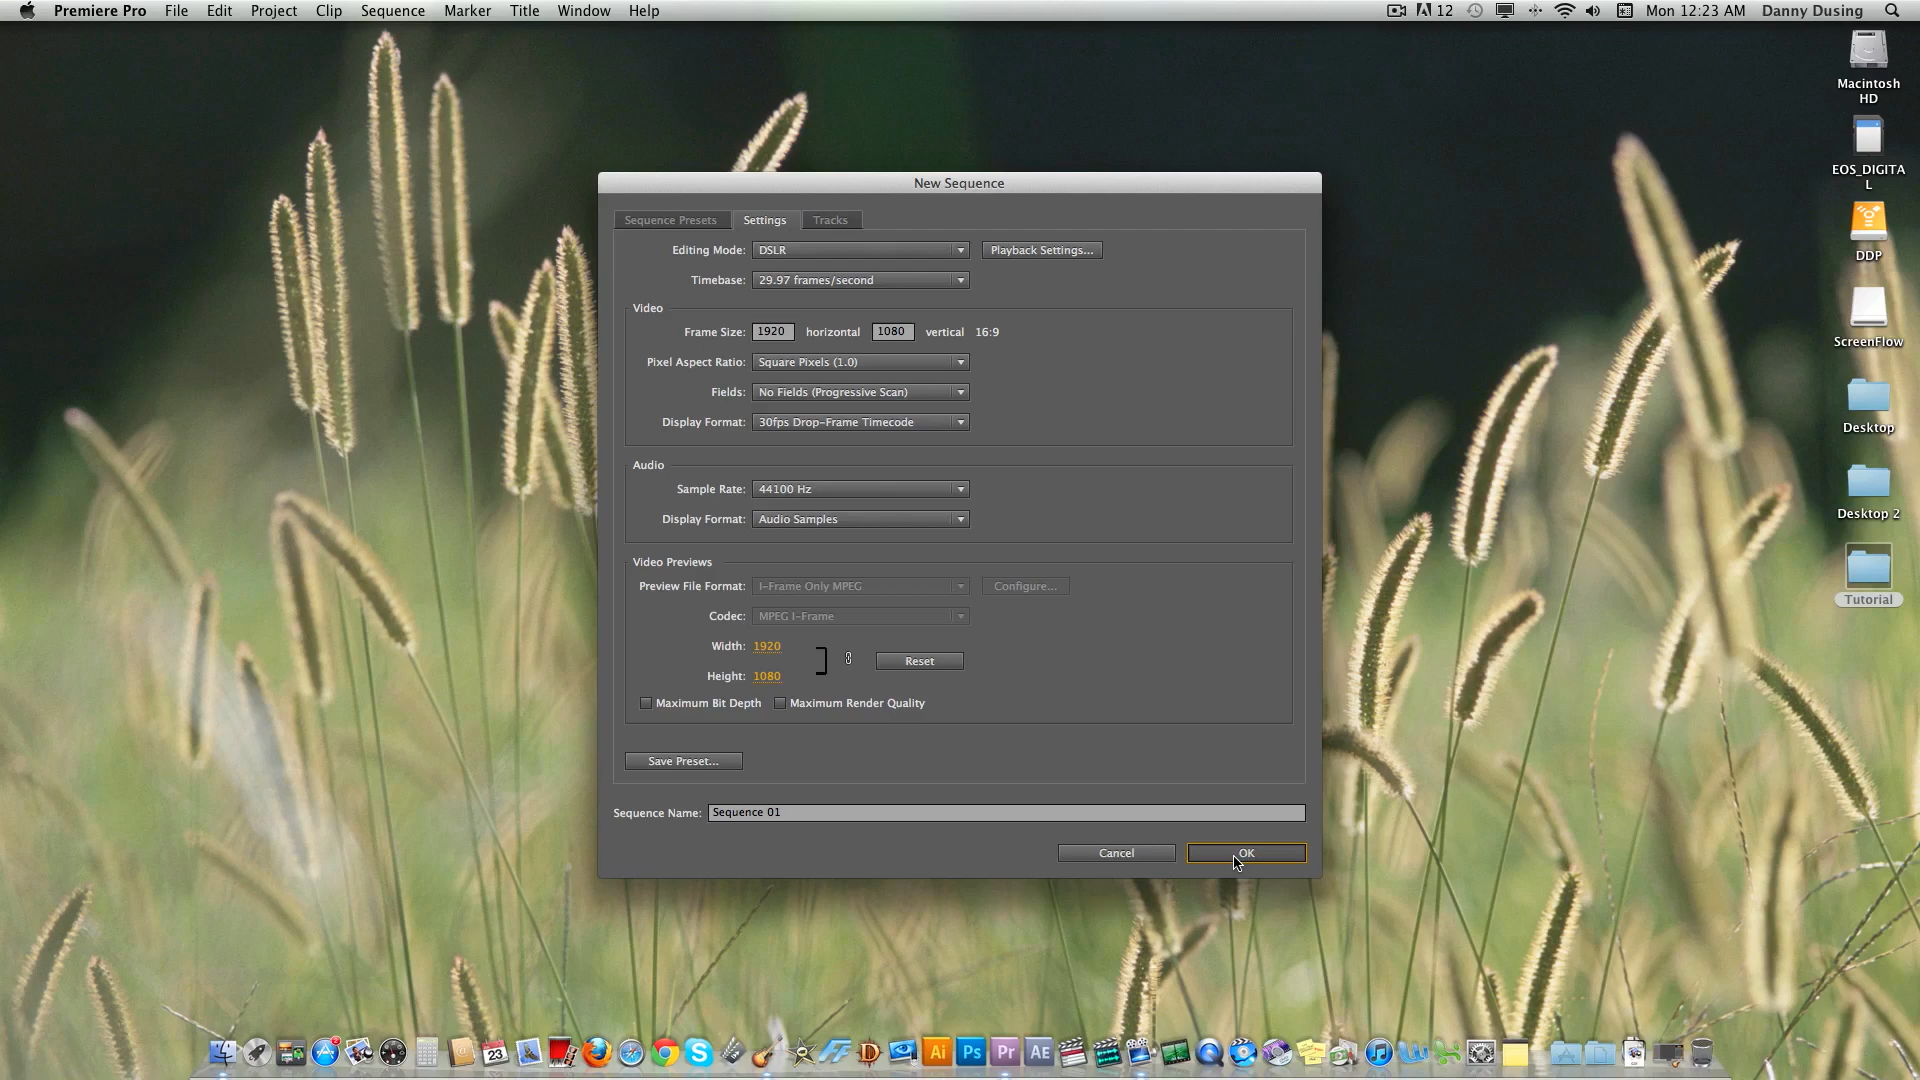 Premiere Pro File Edit Project Clip Sequence Marker Title Window Help 12 Mon 12:23 AM Danny Dusing
Macintosh
HD
EOS_DIGITA
L
DDP
ScreenFlow
Desktop
Desktop 2
Tutorial
New Sequence
Sequence Presets Settings Tracks
Editing Mode: DSLR Playback Settings...
Timebase: 29.97 frames/second
Video
Frame Size: 1920 horizontal 1080 vertical 16:9
Pixel Aspect Ratio: Square Pixels (1.0)
Fields: No Fields (Progressive Scan)
Display Format: 30fps Drop-Frame Timecode
Audio
Sample Rate: 44100 Hz
Display Format: Audio Samples
Video Previews
Preview File Format: I-Frame Only MPEG Configure...
Codec: MPEG I-Frame
Width: 1920
Reset
Height: 1080
Maximum Bit Depth Maximum Render Quality
Save Preset...
Sequence Name: Sequence 01
Cancel OK
23 Ai Ps Pr Ae